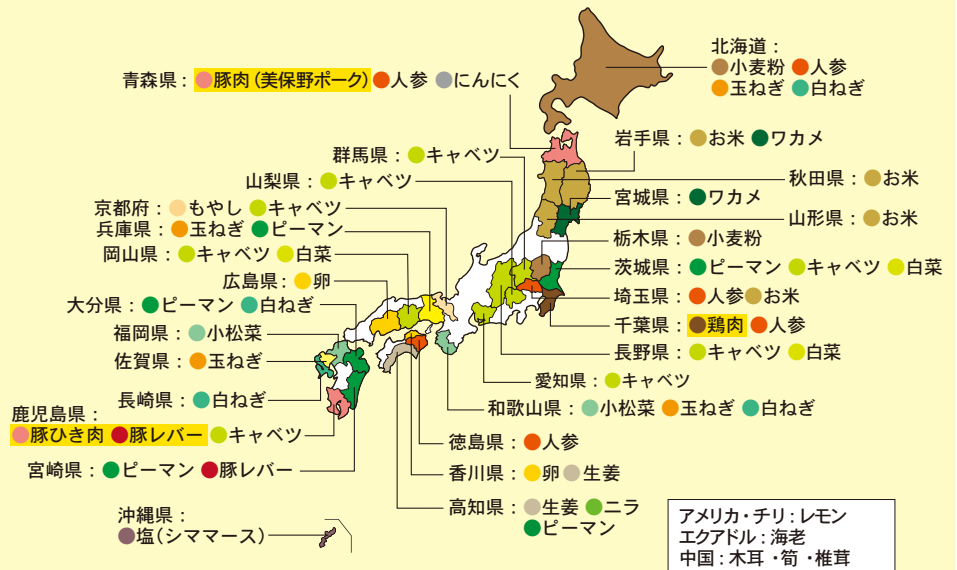 北海道：
小麦粉 人参
玉ねぎ 白ねぎ
青森県：豚肉（美保野ポーク） 人参 にんにく
岩手県：お米 ワカメ
群馬県：キャベツ
山梨県：キャベツ
秋田県：お米
京都府：もやし キャベツ
宮城県：ワカメ
兵庫県：玉ねぎ ピーマン
山形県：お米
岡山県：キャベツ 白菜
栃木県：小麦粉
広島県：卵
茨城県：ピーマン キャベツ 白菜
大分県：ピーマン 白ねぎ
埼玉県：人参 お米
福岡県：小松菜
千葉県：鶏肉 人参
佐賀県：玉ねぎ
長野県：キャベツ 白菜
愛知県：キャベツ
長崎県：白ねぎ
和歌山県：小松菜 玉ねぎ 白ねぎ
鹿児島県：
豚ひき肉 豚レバー キャベツ
徳島県：人参
宮崎県：ピーマン 豚レバー
香川県：卵 生姜
高知県：生姜 ニラ
ピーマン
沖縄県：
塩（シママース）
アメリカ・チリ：レモン
エクアドル：海老
中国：木耳・筍・椎茸